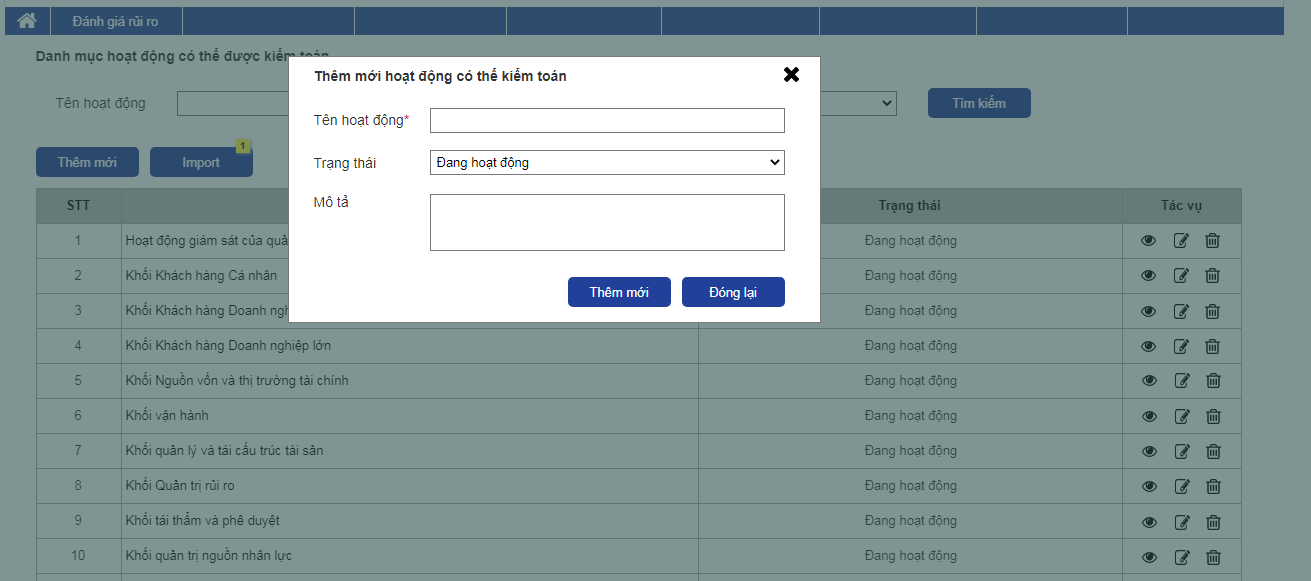 Đánh giá rủi ro
Danh mục hoạt động có thể được kiểm toán
Thêm mới hoạt động có thể kiểm toán
Tên hoạt động
Tìm kiếm
Tên hoạt động*
Trạng thái
Đang hoạt động
Mô tả
Thêm mới
Đóng lại
Thêm mới
Import
1
STT
Trạng thái
Tác vụ
1 Hoạt động giám sát của quả Đang hoạt động
2 Khối Khách hàng Cá nhân Đang hoạt động
3 Khối Khách hàng Doanh ngh Đang hoạt động
4 Khối Khách hàng Doanh nghiệp lớn Đang hoạt động
5 Khối Nguồn vốn và thị trường tài chính Đang hoạt động
6 Khối vận hành Đang hoạt động
7 Khối quản lý và tái cấu trúc tài sản Đang hoạt động
8 Khối Quản trị rủi ro Đang hoạt động
9 Khối tái thẩm và phê duyệt Đang hoạt động
10 Khối quản trị nguồn nhân lực Đang hoạt động